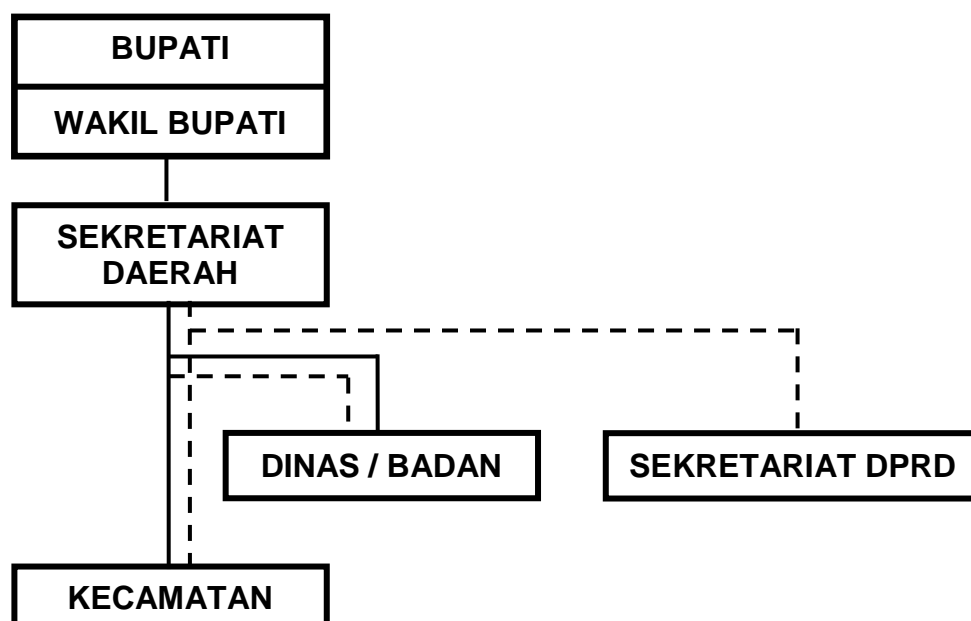 BUPATI
WAKIL BUPATI
SEKRETARIAT
DAERAH
DINAS / BADAN
SEKRETARIAT DPRD
KECAMATAN